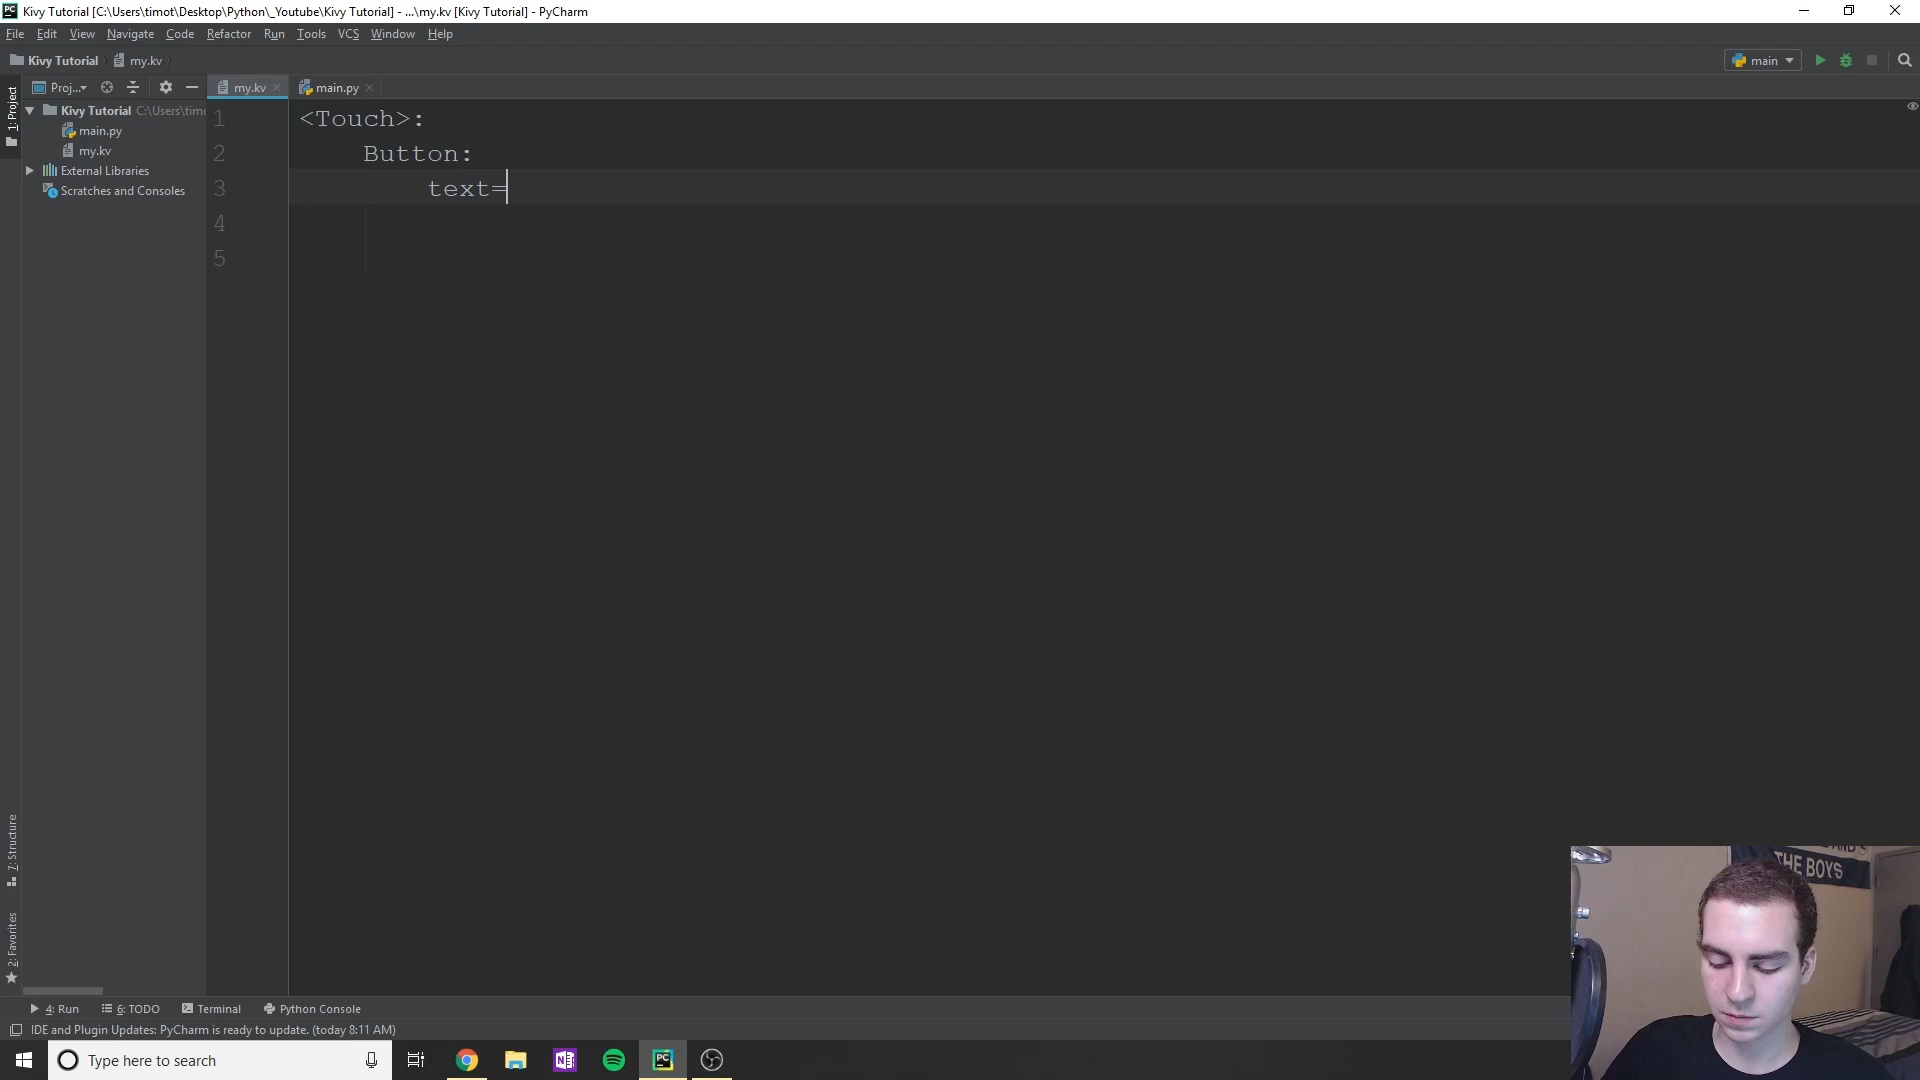 Kivy Tutorial [C:\Users\timot\Desktop\Python\_Youtube\Kivy Tutorial] - ...\my.kv [Kivy Tutorial] - PyCharm
File Edit View Navigate Code Refactor Run Tools VCS Window Help
Kivy Tutorial my.kv main
1: Project
Proj... my.kv main.py
Kivy Tutorial C:\Users\timo
main.py
my.kv
External Libraries
Scratches and Consoles
1 <Touch>:
2 Button:
3 text=
4
5
7: Structure
2: Favorites
THE BOYS
4: Run 6: TODO Terminal Python Console
IDE and Plugin Updates: PyCharm is ready to update. (today 8:11 AM)
Type here to search